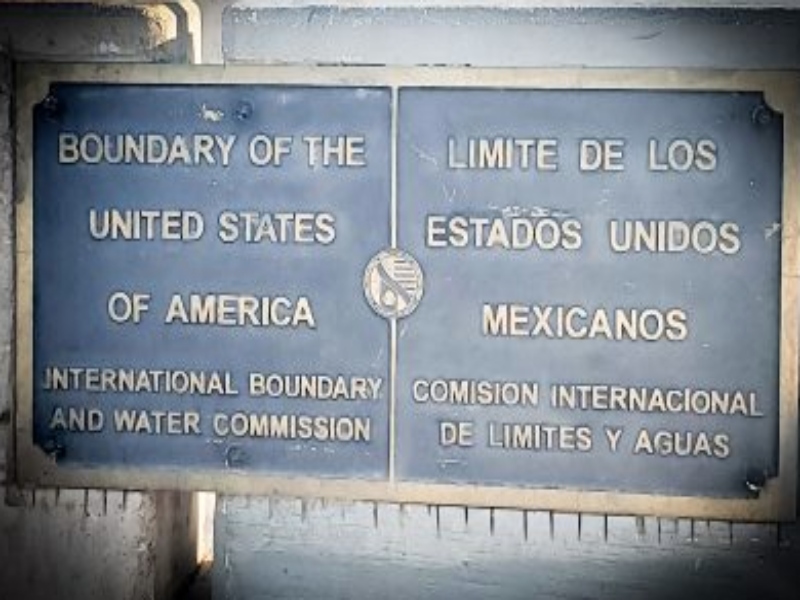 BOUNDARY OF THE
UNITED STATES
OF AMERICA
INTERNATIONAL BOUNDARY
AND WATER COMMISSION
LIMITE DE LOS
ESTADOS UNIDOS
MEXICANOS
COMISION INTERNACIONAL
DE LIMITES Y AGUAS